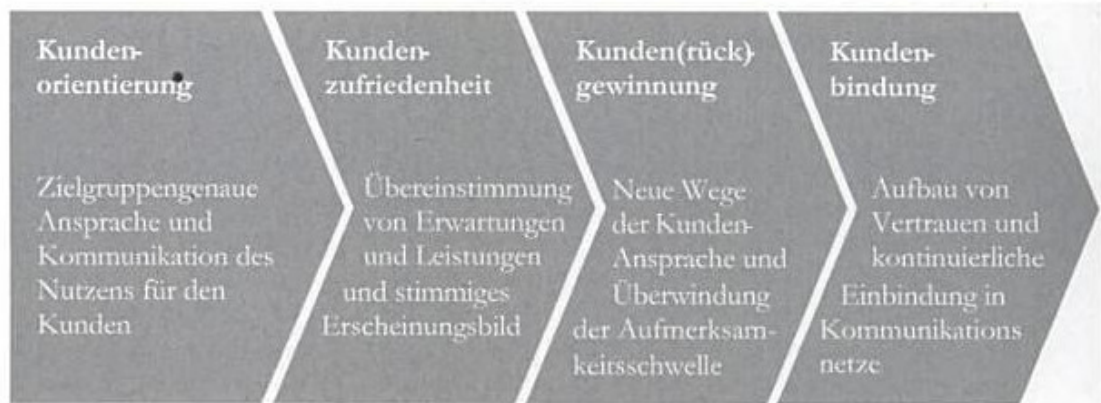 Kunden-
orientierung
Zielgruppengenaue
Ansprache und
Kommunikation des
Nutzens für den
Kunden
Kunden-
zufriedenheit
Übereinstimmung
von Erwartungen
und Leistungen
und stimmiges
Erscheinungsbild
Kunden(rück)-
gewinnung
Neue Wege
der Kunden-
Ansprache und
Überwindung
der Aufmerksam-
keitsschwelle
Kunden-
bindung
Aufbau von
Vertrauen und
kontinuierliche
Einbindung in
Kommunikations
netze